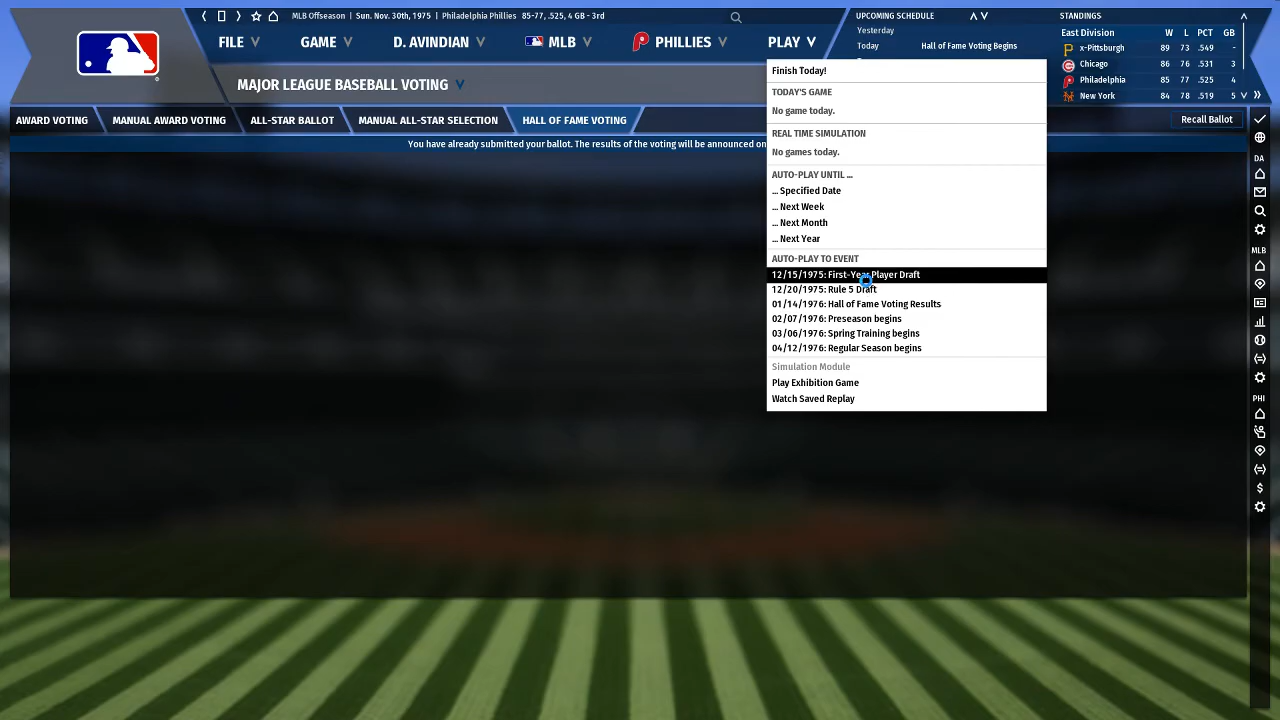 MLB Offseason | Sun. Nov. 30th, 1975 | Philadelphia Phillies 85-77, .525, 4 GB - 3rd
FILE GAME D. AVINDIAN MLB PHILLIES PLAY
MAJOR LEAGUE BASEBALL VOTING
UPCOMING SCHEDULE
Yesterday
Today Hall of Fame Voting Begins
STANDINGS
East Division W L PCT GB
x-Pittsburgh 89 73 .549 -
Chicago 86 76 .531 3
Philadelphia 85 77 .525 4
New York 84 78 .519 5
AWARD VOTING MANUAL AWARD VOTING ALL-STAR BALLOT MANUAL ALL-STAR SELECTION HALL OF FAME VOTING
Recall Ballot
You have already submitted your ballot. The results of the voting will be announced on
Finish Today!
TODAY'S GAME
No game today.
REAL TIME SIMULATION
No games today.
AUTO-PLAY UNTIL ...
... Specified Date
... Next Week
... Next Month
... Next Year
AUTO-PLAY TO EVENT
12/15/1975: First-Year Player Draft
12/20/1975: Rule 5 Draft
01/14/1976: Hall of Fame Voting Results
02/07/1976: Preseason begins
03/06/1976: Spring Training begins
04/12/1976: Regular Season begins
Simulation Module
Play Exhibition Game
Watch Saved Replay
DA
MLB
PHI